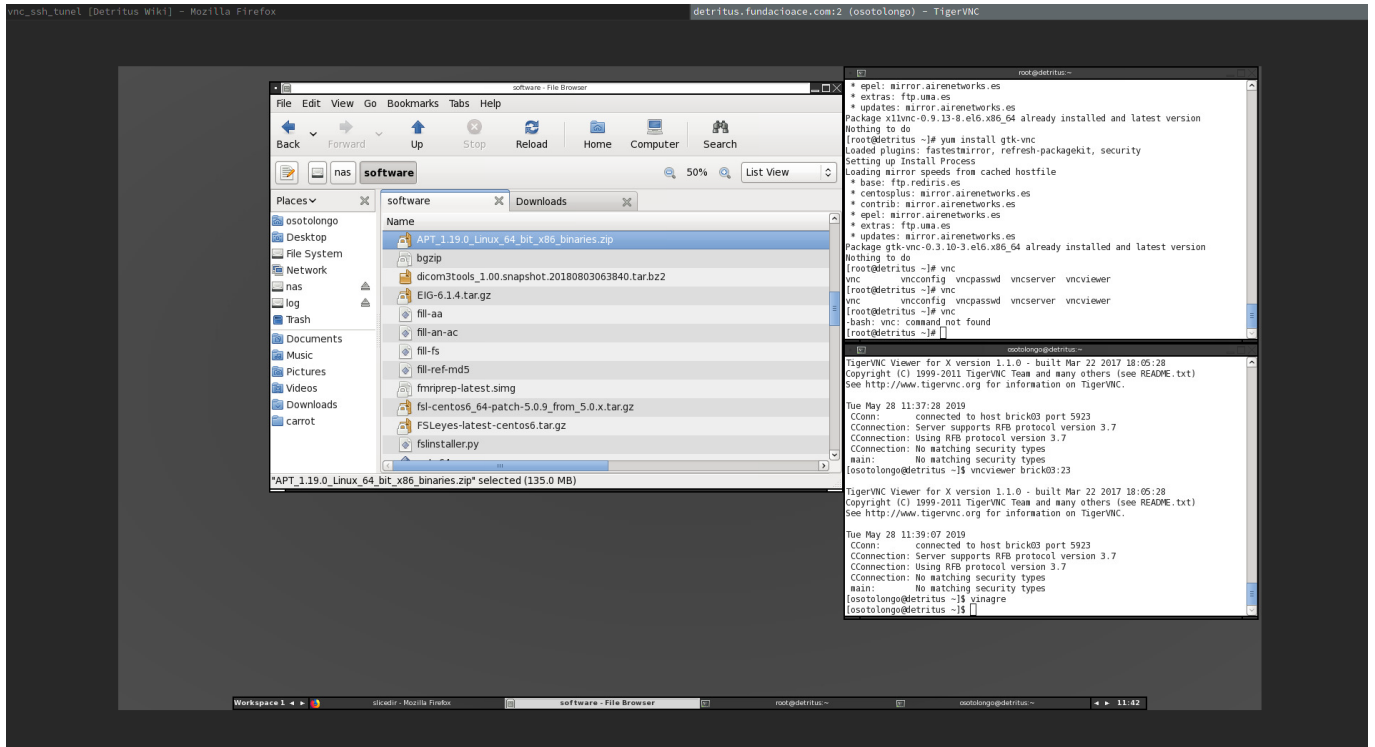 vnc_ssh_tunel [Detritus Wiki] - Mozilla Firefox
detritus.fundacioace.com:2 (osotolongo) - TigerVNC
software - File Browser
File Edit View Go Bookmarks Tabs Help
Back Forward Up Stop Reload Home Computer Search
nas software 50% List View
Places
software Downloads
Name
osotolongo
Desktop
File System
Network
nas
log
Trash
Documents
Music
Pictures
Videos
Downloads
carrot
APT_1.19.0_Linux_64_bit_x86_binaries.zip
bgzip
dicom3tools_1.00.snapshot.20180803063840.tar.bz2
EIG-6.1.4.tar.gz
fill-aa
fill-an-ac
fill-fs
fill-ref-md5
fmriprep-latest.simg
fsl-centos6_64-patch-5.0.9_from_5.0.x.tar.gz
FSLeyes-latest-centos6.tar.gz
fslinstaller.py
"APT_1.19.0_Linux_64_bit_x86_binaries.zip" selected (135.0 MB)
root@detritus:~
* epel: mirror.airenetworks.es
* extras: ftp.uma.es
* updates: mirror.airenetworks.es
Package x11vnc-0.9.13-8.el6.x86_64 already installed and latest version
Nothing to do
[root@detritus ~]# yum install gtk-vnc
Loaded plugins: fastestmirror, refresh-packagekit, security
Setting up Install Process
Loading mirror speeds from cached hostfile
* base: ftp.rediris.es
* centosplus: mirror.airenetworks.es
* contrib: mirror.airenetworks.es
* epel: mirror.airenetworks.es
* extras: ftp.uma.es
* updates: mirror.airenetworks.es
Package gtk-vnc-0.3.10-3.el6.x86_64 already installed and latest version
Nothing to do
[root@detritus ~]# vnc
vnc vncconfig vncpasswd vncserver vncviewer
[root@detritus ~]# vnc
vnc vncconfig vncpasswd vncserver vncviewer
[root@detritus ~]# vnc
-bash: vnc: command not found
[root@detritus ~]#
osotolongo@detritus:~
TigerVNC Viewer for X version 1.1.0 - built Mar 22 2017 18:05:28
Copyright (C) 1999-2011 TigerVNC Team and many others (see README.txt)
See http://www.tigervnc.org for information on TigerVNC.
Tue May 28 11:37:28 2019
CConn: connected to host brick03 port 5923
CConnection: Server supports RFB protocol version 3.7
CConnection: Using RFB protocol version 3.7
CConnection: No matching security types
main: No matching security types
[osotolongo@detritus ~]$ vncviewer brick03:23
TigerVNC Viewer for X version 1.1.0 - built Mar 22 2017 18:05:28
Copyright (C) 1999-2011 TigerVNC Team and many others (see README.txt)
See http://www.tigervnc.org for information on TigerVNC.
Tue May 28 11:39:07 2019
CConn: connected to host brick03 port 5923
CConnection: Server supports RFB protocol version 3.7
CConnection: Using RFB protocol version 3.7
CConnection: No matching security types
main: No matching security types
[osotolongo@detritus ~]$ vinagre
[osotolongo@detritus ~]$
Workspace 1 slicedir - Mozilla Firefox software - File Browser root@detritus:~ osotolongo@detritus:~ 11:42